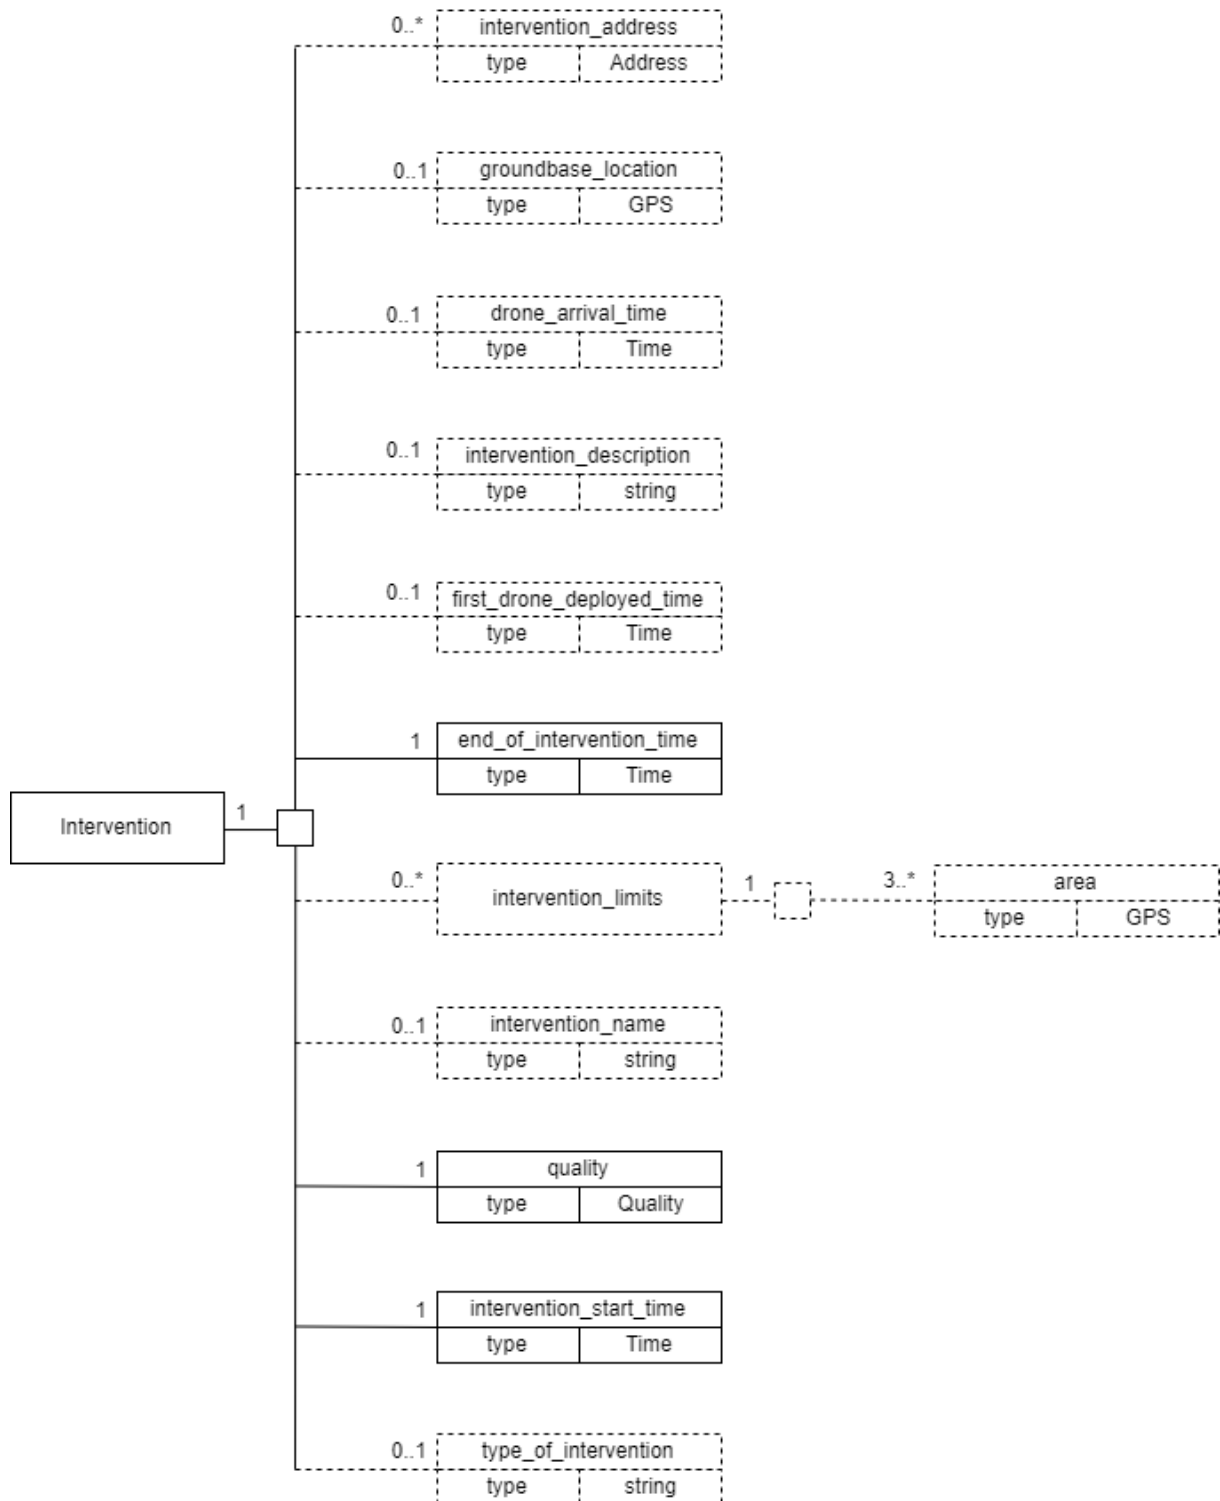 0..* intervention_address
type Address
0..1 groundbase_location
type GPS
0..1 drone_arrival_time
type Time
0..1 intervention_description
type string
0..1 first_drone_deployed_time
type Time
1 end_of_intervention_time
type Time
Intervention 1
0..* intervention_limits 1 3..* area
type GPS
0..1 intervention_name
type string
1 quality
type Quality
1 intervention_start_time
type Time
0..1 type_of_intervention
type string